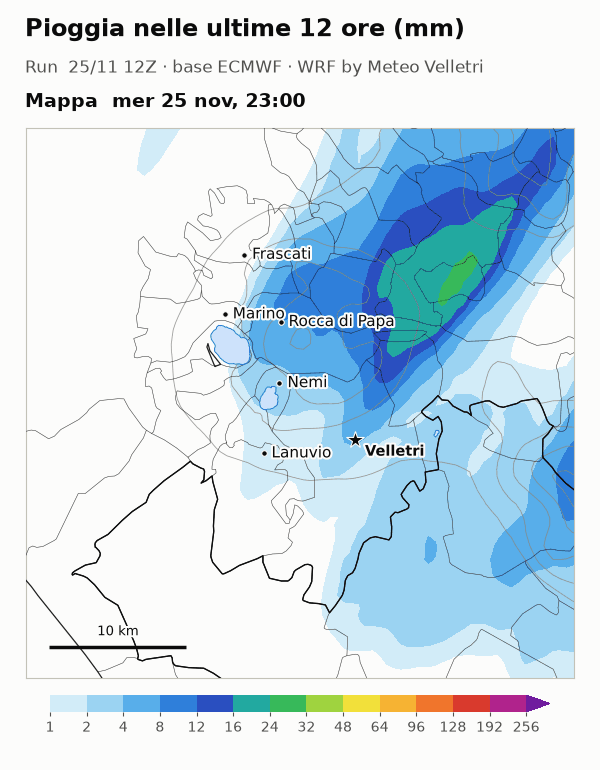 Pioggia nelle ultime 12 ore (mm)
Run  25/11 12Z · base ECMWF · WRF by Meteo Velletri
Mappa  mer 25 nov, 23:00
Frascati
Marino
Rocca di Papa
Nemi
Velletri
Lanuvio
10 km
1 2 4 8 12 16 24 32 48 64 96 128 192 256